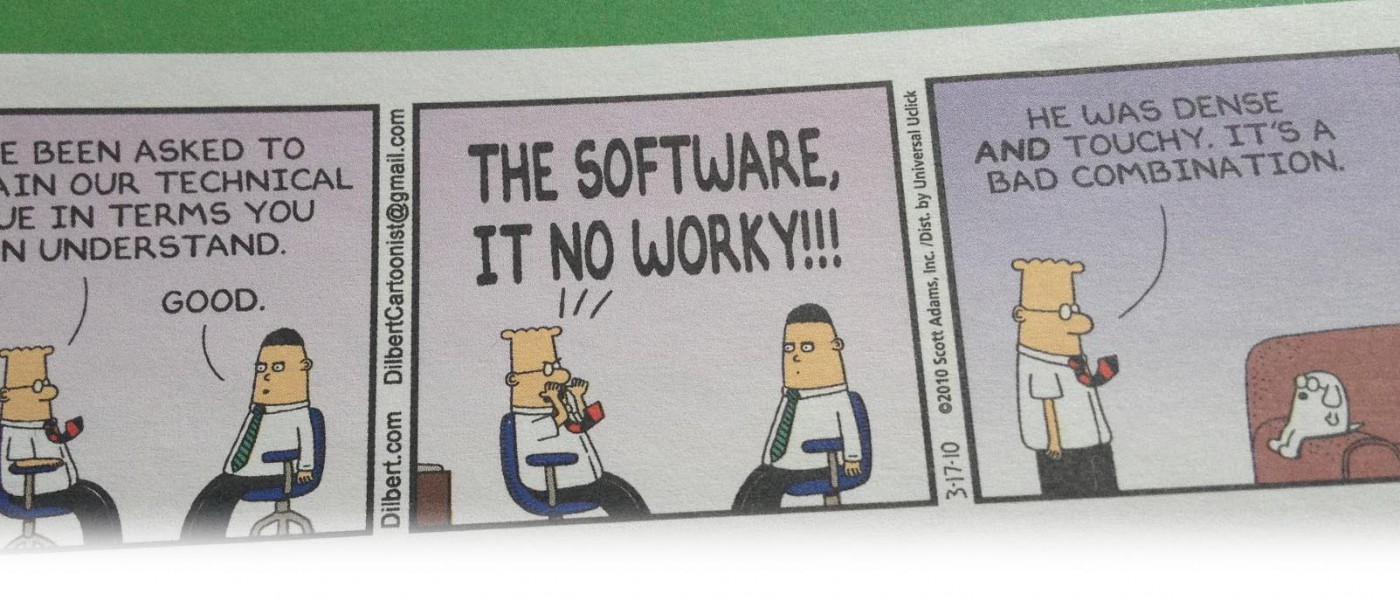 E BEEN ASKED TO
AIN OUR TECHNICAL
UE IN TERMS YOU
N UNDERSTAND.
GOOD.
Dilbert.com DilbertCartoonist@gmail.com
THE SOFTWARE,
IT NO WORKY!!!
3-17-10 ©2010 Scott Adams, Inc. /Dist. by Universal Uclick
HE WAS DENSE
AND TOUCHY. IT'S A
BAD COMBINATION.